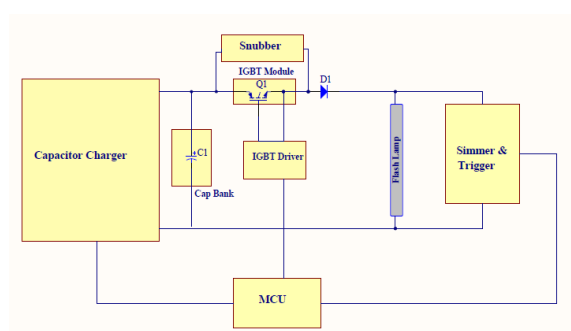 Snubber
IGBT Module
Q1
D1
Capacitor Charger
C1
IGBT Driver
Cap Bank
Flash Lamp
Simmer &
Trigger
MCU